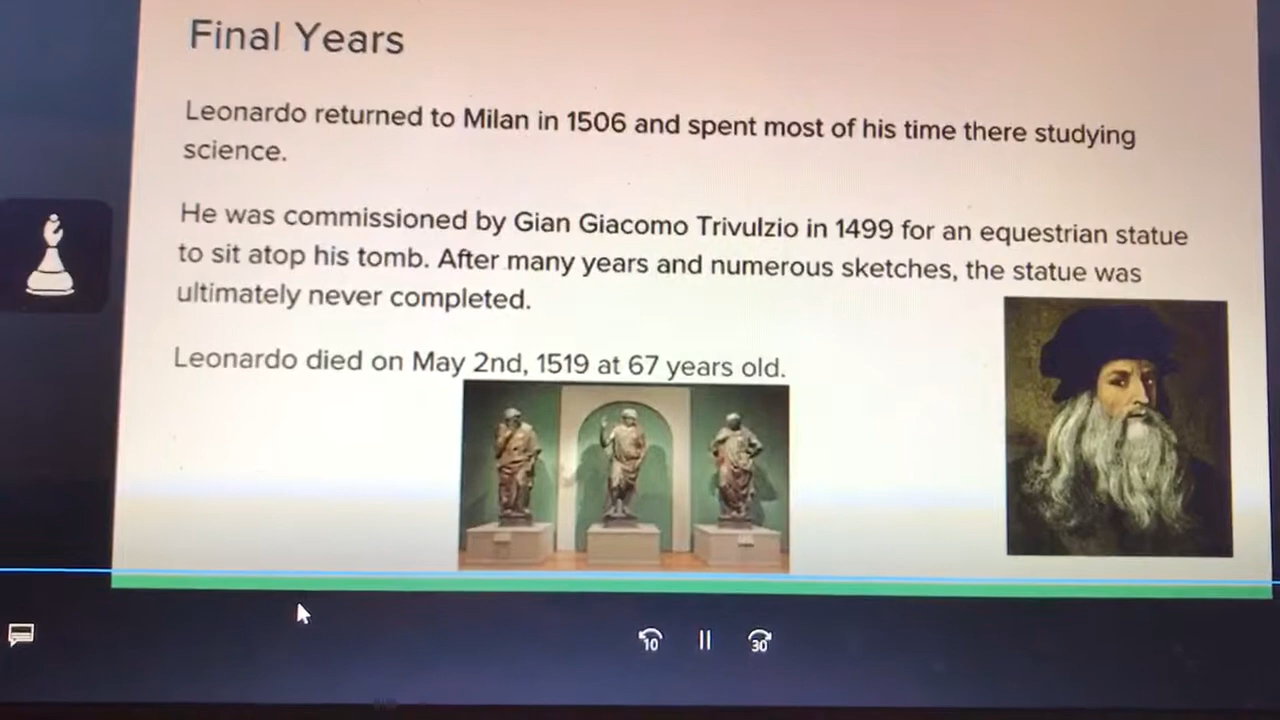 Final Years
Leonardo returned to Milan in 1506 and spent most of his time there studying
science.
He was commissioned by Gian Giacomo Trivulzio in 1499 for an equestrian statue
to sit atop his tomb. After many years and numerous sketches, the statue was
ultimately never completed.
Leonardo died on May 2nd, 1519 at 67 years old.
10
30